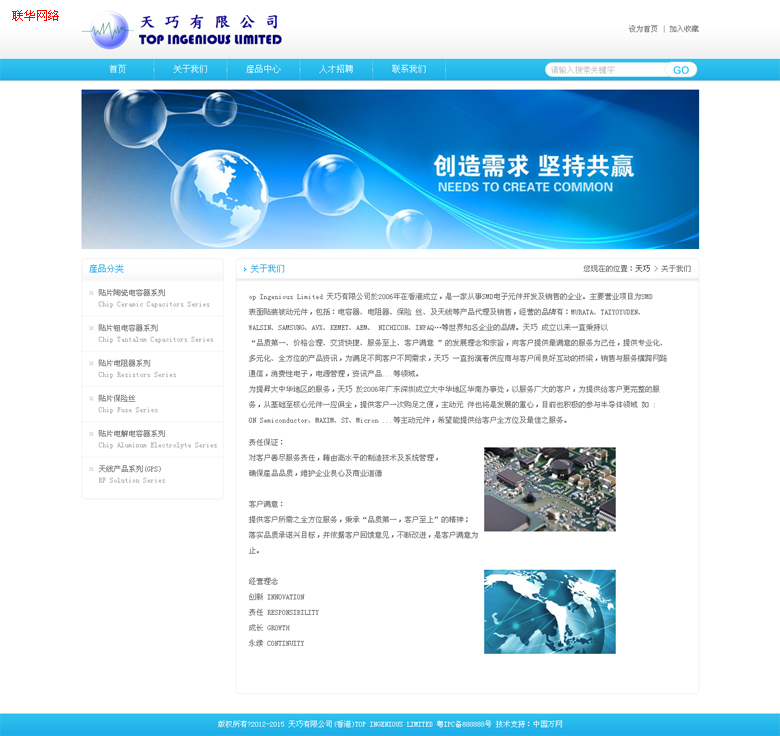 联华网络
天巧有限公司
TOP INGENIOUS LIMITED
设为首页 | 加入收藏
首页 关于我们 产品中心 人才招聘 联系我们
请输入搜索关键字 GO
创造需求 坚持共赢
NEEDS TO CREATE COMMON
产品分类
贴片陶瓷电容器系列
Chip Ceramic Capacitors Series
贴片钽电容器系列
Chip Tantalum Capacitors Series
贴片电阻器系列
Chip Resistors Series
贴片保险丝
Chip Fuse Series
贴片电解电容器系列
Chip Aluminum Electrolyte Series
天线产品系列(GPS)
RF Solution Series
关于我们
您现在的位置：天巧 > 关于我们
op Ingenious Limited 天巧有限公司於2006年在香港成立，是一家从事SMD电子元件开发及销售的企业。主要营业项目为SMD
表面贴装被动元件，包括：电容器、电阻器、保险 丝、及天线等产品代理及销售，经营的品牌有：MURATA、TAIYOYUDEN、
WALSIN、SAMSUNG、AVX、KEMET、AEM、 NICHICON、INPAQ…等世界知名企业的品牌。天巧 成立以来一直秉持以
“品质第一、价格合理、交货快捷、服务至上、客户满意 ”的发展理念和宗旨，向客户提供最满意的服务为己任，提供专业化、
多元化、全方位的产品资讯，为满足不同客户不同需求，天巧 一直扮演著供应商与客户间良好互动的桥梁，销售与服务横跨网路
通信，消费性电子，电源管理，资讯产品...等领域。
为提昇大中华地区的服务，天巧 於2006年广东深圳成立大中华地区华南办事处，以服务广大的客户，为提供给客户更完整的服
务，从基础至核心元件一应俱全，提供客户一次购足之便，主动元 件也将是发展的重心，目前也积极的参与半导体领域 如 :
ON Semiconductor、MAXIM、ST、Micron ...等主动元件，希望能提供给客户全方位及最佳之服务。
责任保证：
对客户善尽服务责任，藉由高水平的制造技术及系统管理，
确保产品品质，维护企业良心及商业道德
客户满意：
提供客户所需之全方位服务，秉承“品质第一，客户至上”的精神；
落实品质承诺兴目标，并依据客户回馈意见，不断改进，是客户满意为
止。
经营理念
创新 INNOVATION
责任 RESPONSIBILITY
成长 GROWTH
永续 CONTINUITY
版权所有?2012-2015 天巧有限公司(香港)TOP INGENIOUS LIMITED 粤IPC备888880号 技术支持：中国万网